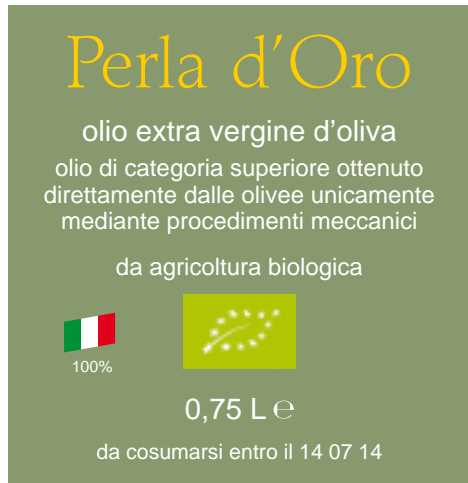 Perla d'Oro
olio extra vergine d'oliva
olio di categoria superiore ottenuto
direttamente dalle olivee unicamente
mediante procedimenti meccanici
da agricoltura biologica
100%
0,75 L ℮
da cosumarsi entro il 14 07 14